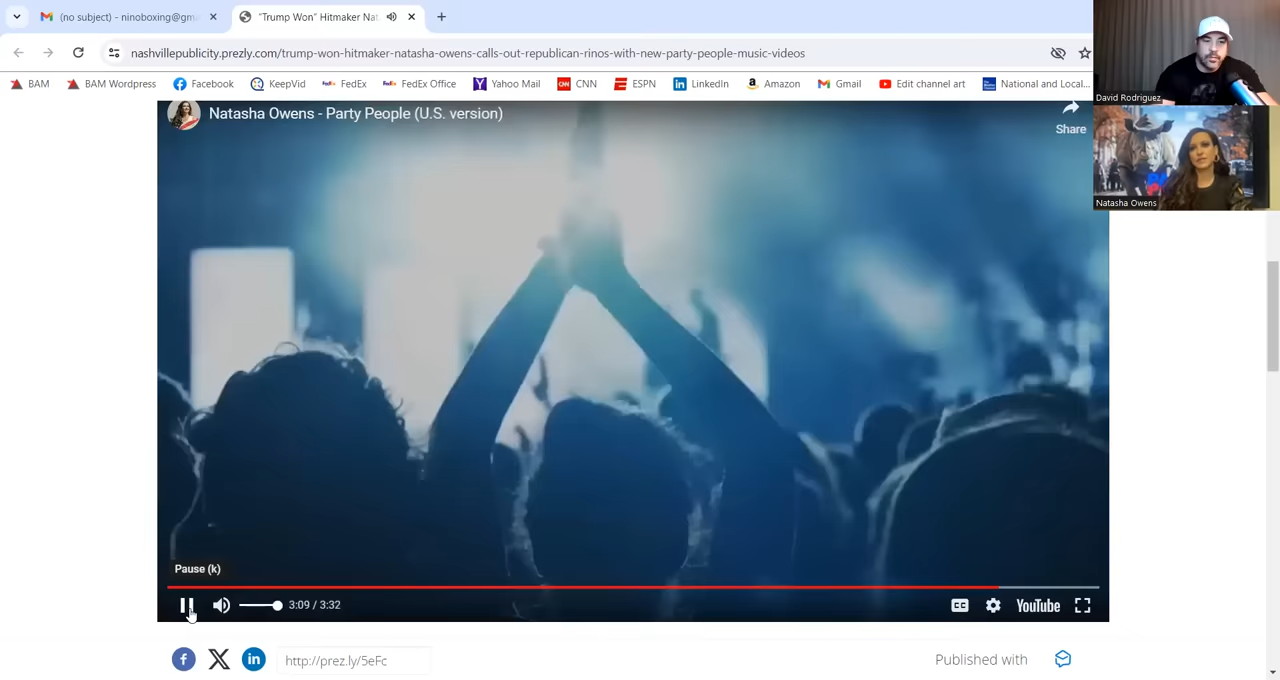 (no subject) - ninoboxing@gm
"Trump Won" Hitmaker Nat
nashvillepublicity.prezly.com/trump-won-hitmaker-natasha-owens-calls-out-republican-rinos-with-new-party-people-music-videos
BAM
BAM Wordpress
Facebook
KeepVid
FedEx
FedEx Office
Yahoo Mail
CNN
ESPN
LinkedIn
Amazon
Gmail
Edit channel art
National and Local...
David Rodriguez
Natasha Owens - Party People (U.S. version)
Share
Natasha Owens
Pause (k)
3:09 / 3:32
CC
YouTube
http://prez.ly/5eFc
Published with